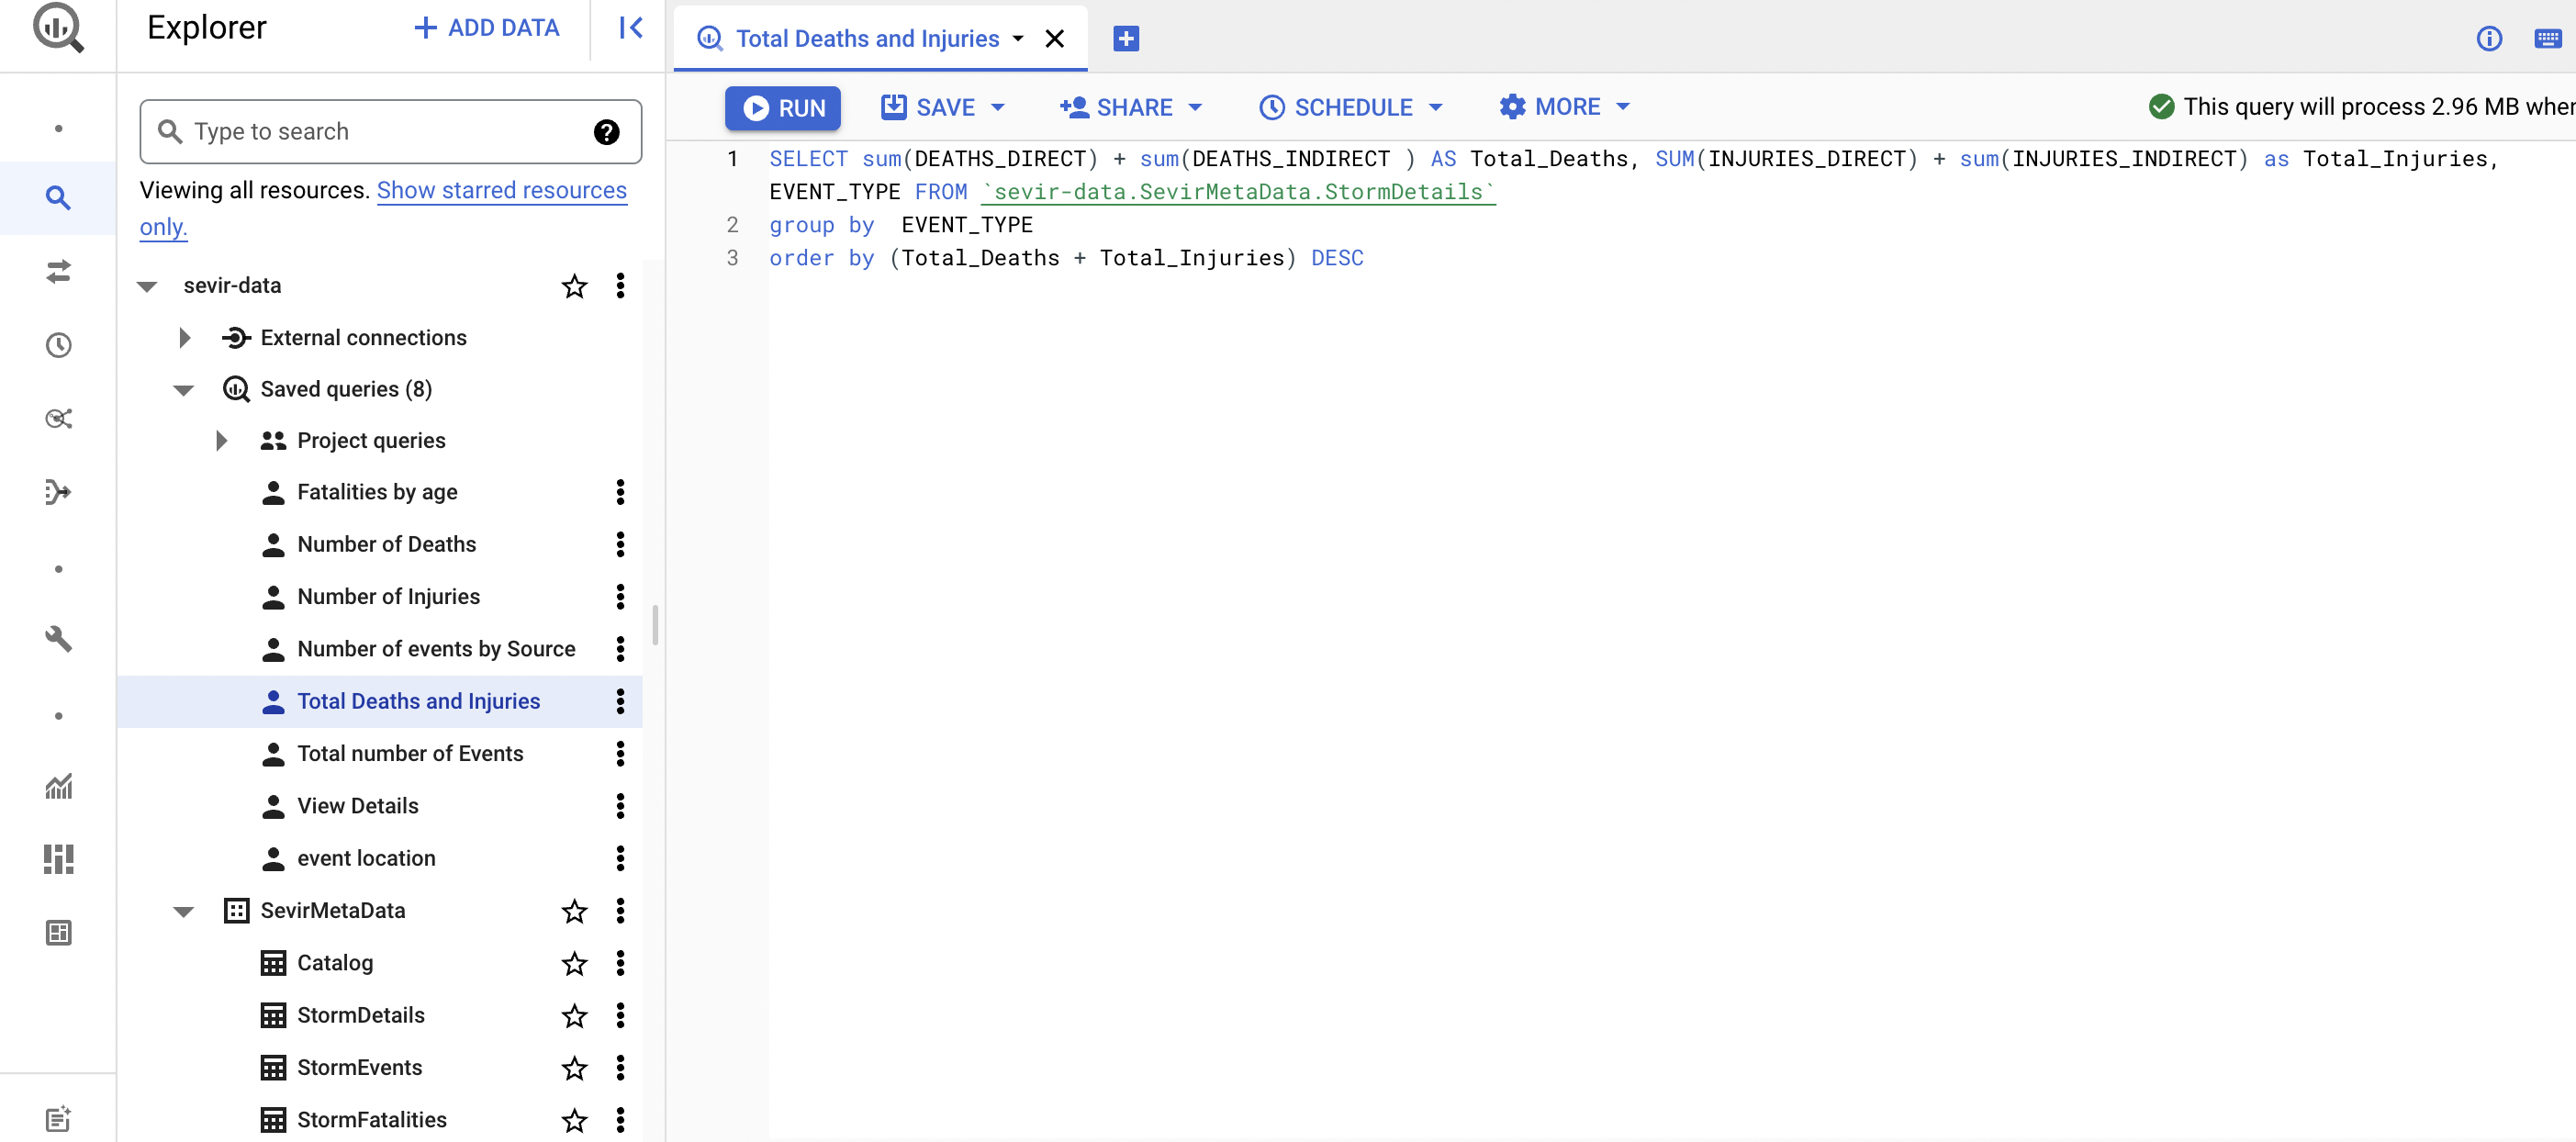 Explorer
+ ADD DATA
Type to search
Viewing all resources. Show starred resources
only.
sevir-data
External connections
Saved queries (8)
Project queries
Fatalities by age
Number of Deaths
Number of Injuries
Number of events by Source
Total Deaths and Injuries
Total number of Events
View Details
event location
SevirMetaData
Catalog
StormDetails
StormEvents
StormFatalities
Total Deaths and Injuries
RUN SAVE SHARE SCHEDULE MORE This query will process 2.96 MB wher
1 SELECT sum(DEATHS_DIRECT) + sum(DEATHS_INDIRECT ) AS Total_Deaths, SUM(INJURIES_DIRECT) + sum(INJURIES_INDIRECT) as Total_Injuries,
EVENT_TYPE FROM `sevir-data.SevirMetaData.StormDetails`
2 group by  EVENT_TYPE
3 order by (Total_Deaths + Total_Injuries) DESC